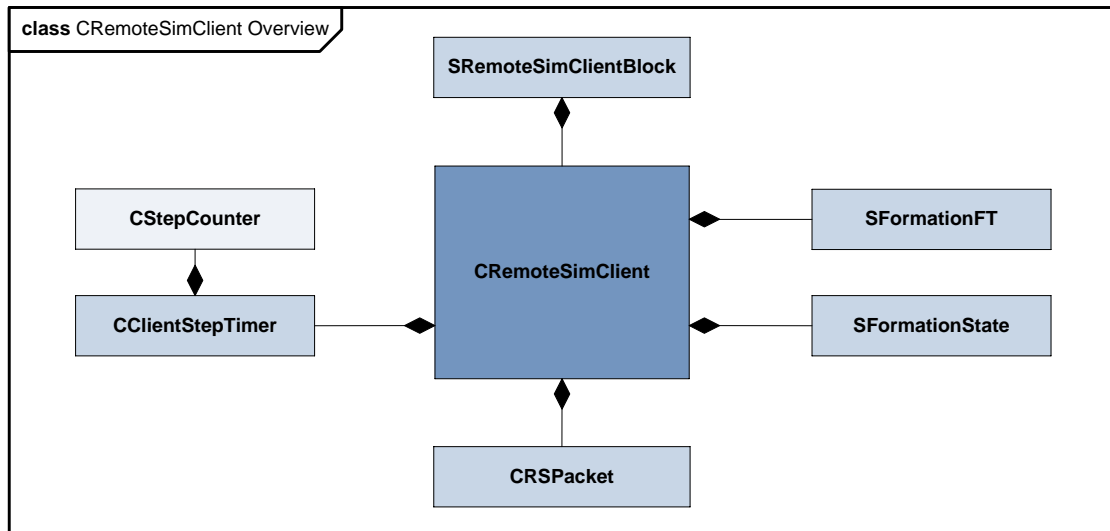 class CRemoteSimClient Overview
SRemoteSimClientBlock
CStepCounter
SFormationFT
CRemoteSimClient
CClientStepTimer
SFormationState
CRSPacket